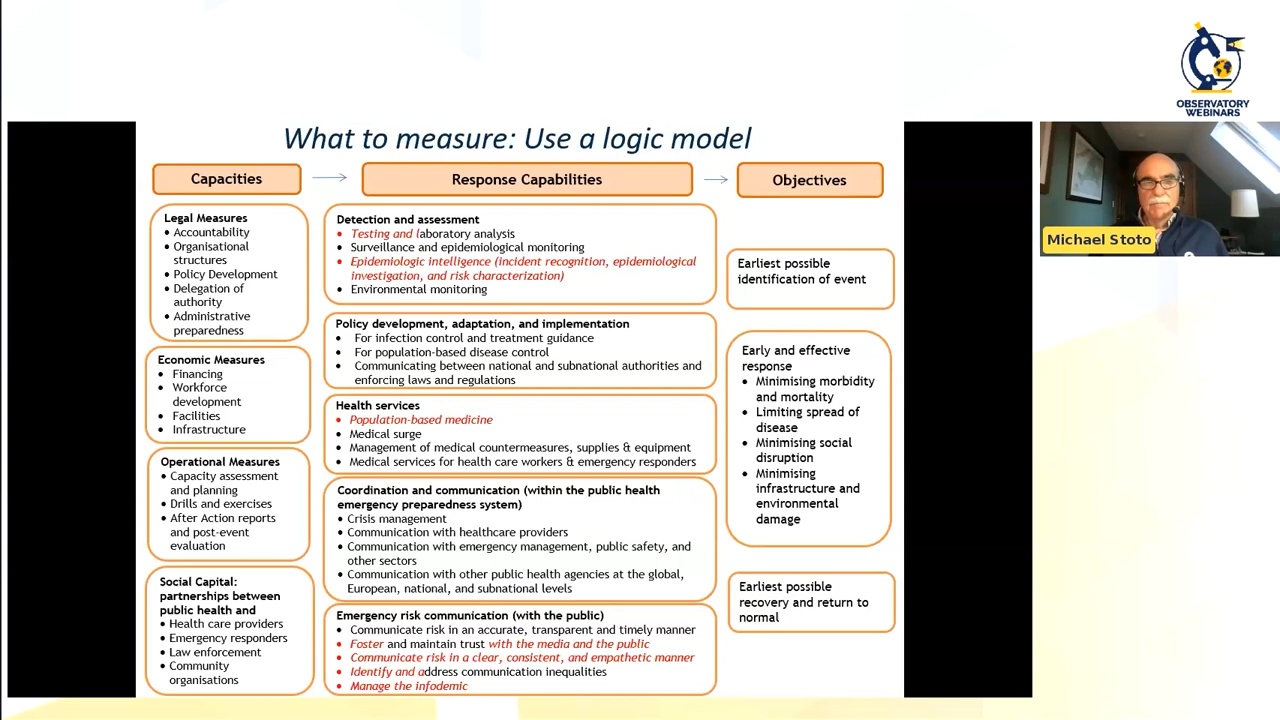 OBSERVATORY
WEBINARS
What to measure: Use a logic model
Capacities
Response Capabilities
Objectives
Legal Measures
• Accountability
• Organisational
structures
• Policy Development
• Delegation of
authority
• Administrative
preparedness
Economic Measures
• Financing
• Workforce
development
• Facilities
• Infrastructure
Operational Measures
• Capacity assessment
and planning
• Drills and exercises
• After Action reports
and post-event
evaluation
Social Capital:
partnerships between
public health and
• Health care providers
• Emergency responders
• Law enforcement
• Community
organisations
Detection and assessment
• Testing and laboratory analysis
• Surveillance and epidemiological monitoring
• Epidemiologic intelligence (incident recognition, epidemiological
investigation, and risk characterization)
• Environmental monitoring
Policy development, adaptation, and implementation
• For infection control and treatment guidance
• For population-based disease control
• Communicating between national and subnational authorities and
enforcing laws and regulations
Health services
• Population-based medicine
• Medical surge
• Management of medical countermeasures, supplies & equipment
• Medical services for health care workers & emergency responders
Coordination and communication (within the public health
emergency preparedness system)
• Crisis management
• Communication with healthcare providers
• Communication with emergency management, public safety, and
other sectors
• Communication with other public health agencies at the global,
European, national, and subnational levels
Emergency risk communication (with the public)
• Communicate risk in an accurate, transparent and timely manner
• Foster and maintain trust with the media and the public
• Communicate risk in a clear, consistent, and empathetic manner
• Identify and address communication inequalities
• Manage the infodemic
Earliest possible
identification of event
Early and effective
response
• Minimising morbidity
and mortality
• Limiting spread of
disease
• Minimising social
disruption
• Minimising
infrastructure and
environmental
damage
Earliest possible
recovery and return to
normal
Michael Stoto